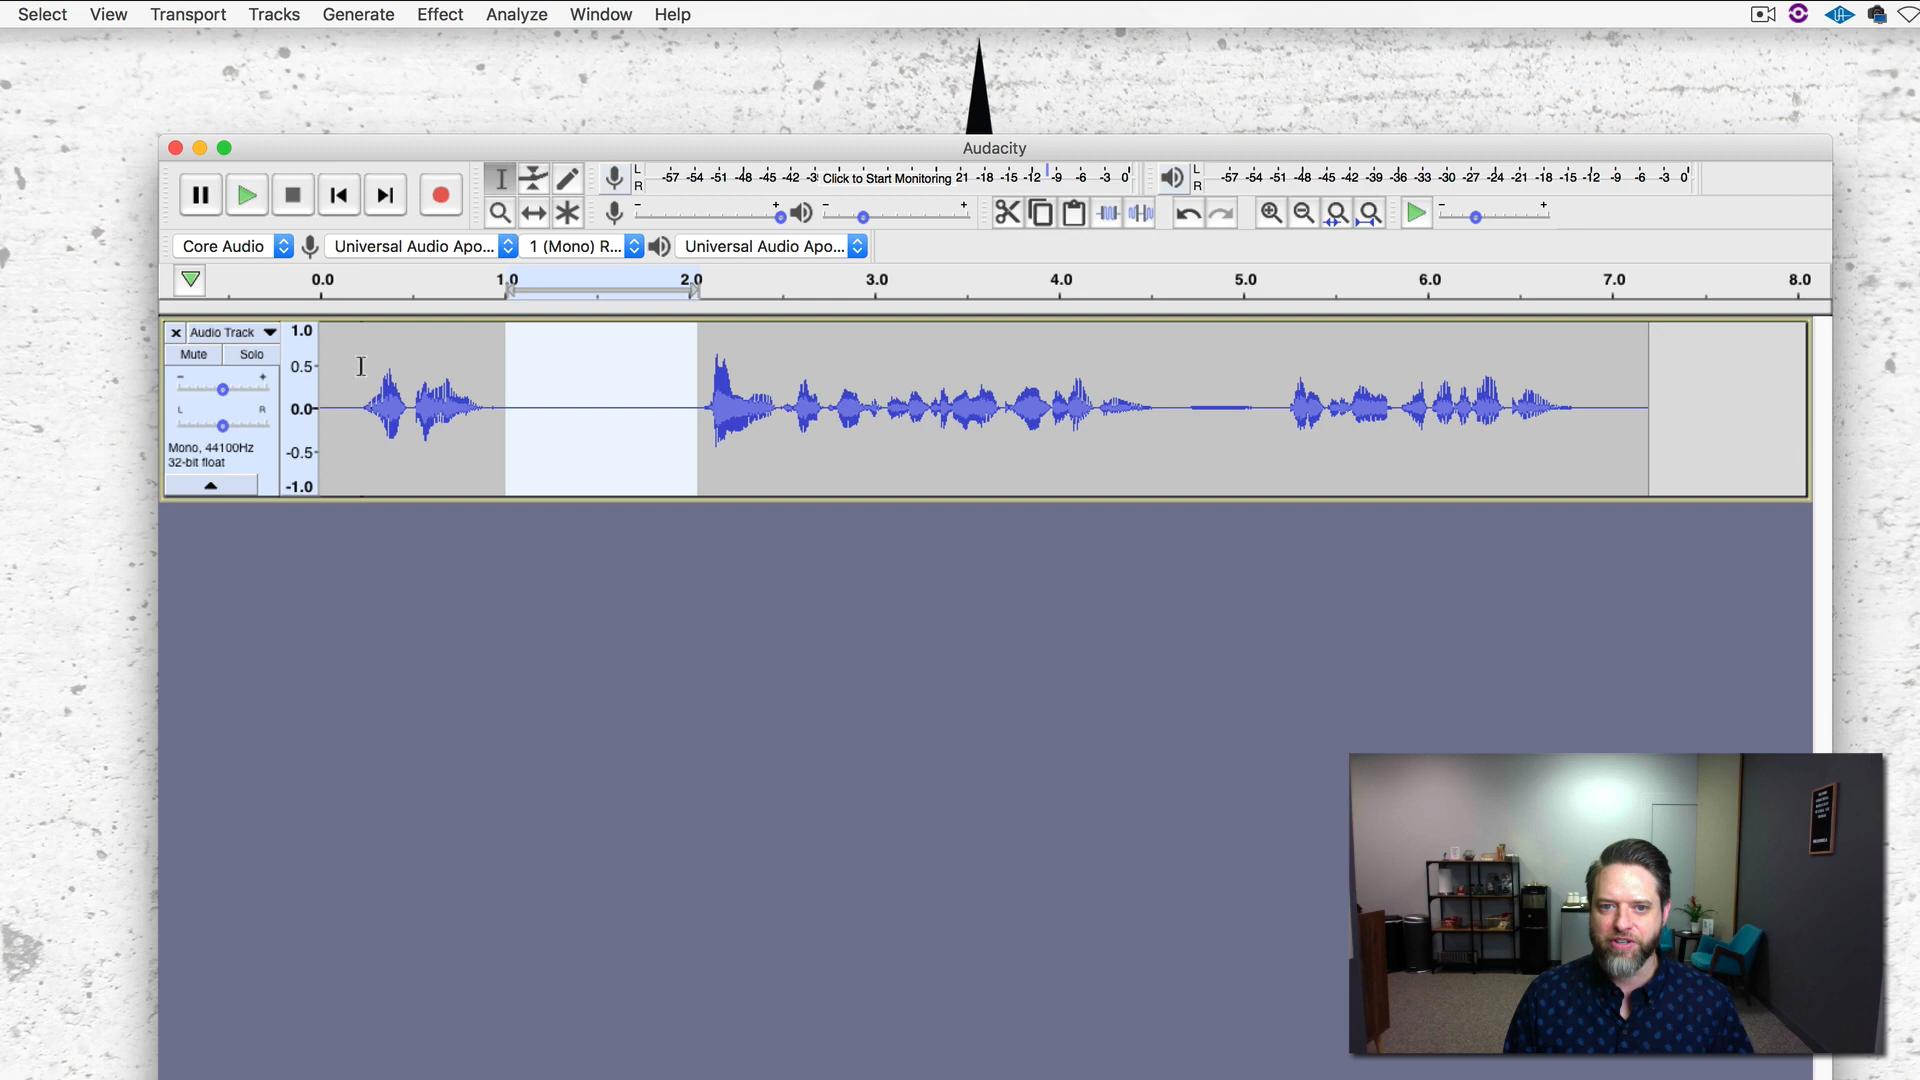 Select View Transport Tracks Generate Effect Analyze Window Help
Audacity
L -57 -54 -51 -48 -45 -42 -3 Click to Start Monitoring 21 -18 -15 -12 -9 -6 -3 0
R
L -57 -54 -51 -48 -45 -42 -39 -36 -33 -30 -27 -24 -21 -18 -15 -12 -9 -6 -3 0
R
- + - + - +
Core Audio Universal Audio Apo... 1 (Mono) R... Universal Audio Apo...
0.0 1.0 2.0 3.0 4.0 5.0 6.0 7.0 8.0
x Audio Track
Mute Solo
- +
L R
Mono, 44100Hz
32-bit float
1.0
0.5
0.0
-0.5
-1.0